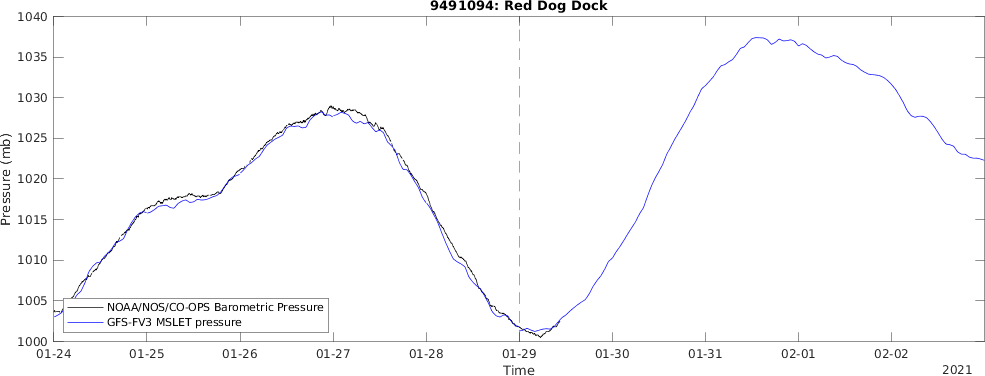 9491094: Red Dog Dock
1040
1035
1030
1025
1020
1015
1010
1005
1000
Pressure (mb)
NOAA/NOS/CO-OPS Barometric Pressure
GFS-FV3 MSLET pressure
01-24 01-25 01-26 01-27 01-28 01-29 01-30 01-31 02-01 02-02
Time
2021